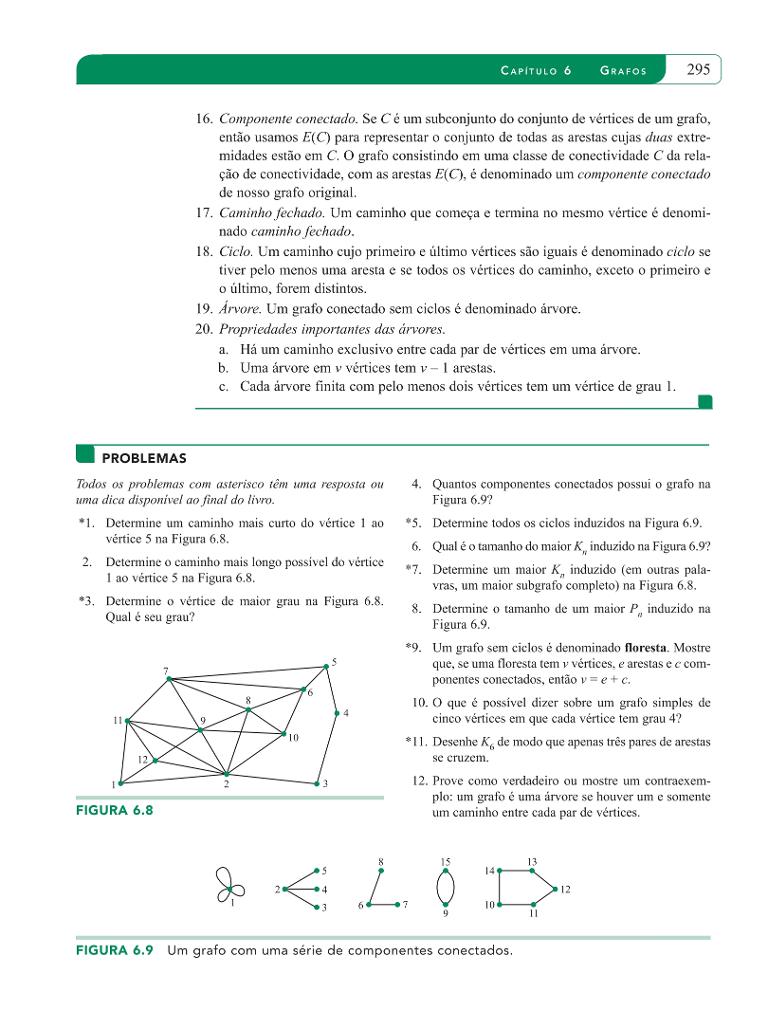 CAPÍTULO 6 GRAFOS 295
16. Componente conectado. Se C é um subconjunto do conjunto de vértices de um grafo,
então usamos E(C) para representar o conjunto de todas as arestas cujas duas extre-
midades estão em C. O grafo consistindo em uma classe de conectividade C da rela-
ção de conectividade, com as arestas E(C), é denominado um componente conectado
de nosso grafo original.
17. Caminho fechado. Um caminho que começa e termina no mesmo vértice é denomi-
nado caminho fechado.
18. Ciclo. Um caminho cujo primeiro e último vértices são iguais é denominado ciclo se
tiver pelo menos uma aresta e se todos os vértices do caminho, exceto o primeiro e
o último, forem distintos.
19. Árvore. Um grafo conectado sem ciclos é denominado árvore.
20. Propriedades importantes das árvores.
a. Há um caminho exclusivo entre cada par de vértices em uma árvore.
b. Uma árvore em v vértices tem v – 1 arestas.
c. Cada árvore finita com pelo menos dois vértices tem um vértice de grau 1.
PROBLEMAS
Todos os problemas com asterisco têm uma resposta ou
uma dica disponível ao final do livro.
*1. Determine um caminho mais curto do vértice 1 ao
vértice 5 na Figura 6.8.
2. Determine o caminho mais longo possível do vértice
1 ao vértice 5 na Figura 6.8.
*3. Determine o vértice de maior grau na Figura 6.8.
Qual é seu grau?
7
5
6
8
4
11
9
10
12
1
2
3
FIGURA 6.8
4. Quantos componentes conectados possui o grafo na
Figura 6.9?
*5. Determine todos os ciclos induzidos na Figura 6.9.
6. Qual é o tamanho do maior Kn induzido na Figura 6.9?
*7. Determine um maior Kn induzido (em outras pala-
vras, um maior subgrafo completo) na Figura 6.8.
8. Determine o tamanho de um maior Pn induzido na
Figura 6.9.
*9. Um grafo sem ciclos é denominado floresta. Mostre
que, se uma floresta tem v vértices, e arestas e c com-
ponentes conectados, então v = e + c.
10. O que é possível dizer sobre um grafo simples de
cinco vértices em que cada vértice tem grau 4?
*11. Desenhe K6 de modo que apenas três pares de arestas
se cruzem.
12. Prove como verdadeiro ou mostre um contraexem-
plo: um grafo é uma árvore se houver um e somente
um caminho entre cada par de vértices.
1
2
5
4
3
8
6
7
15
9
14
13
12
10
11
FIGURA 6.9 Um grafo com uma série de componentes conectados.